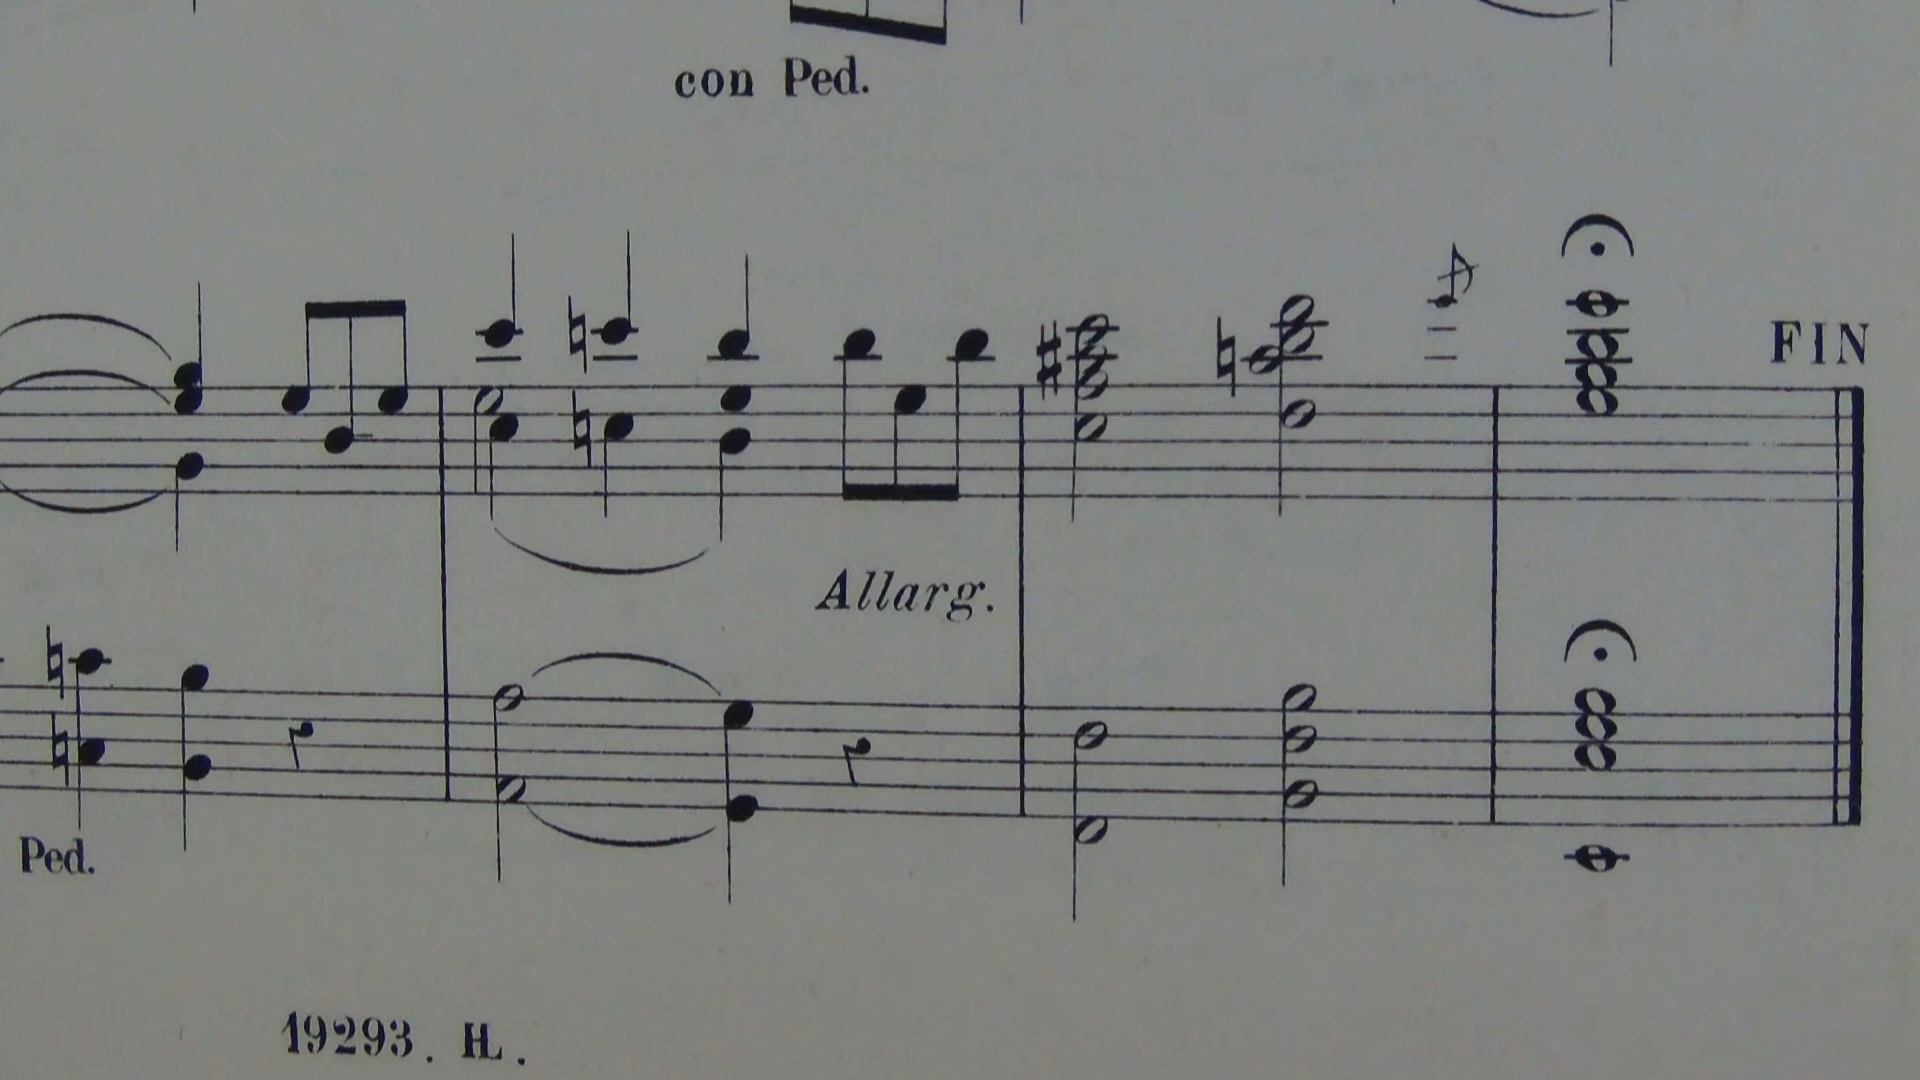 con Ped.
FIN
Allarg.
Ped.
19293. H.